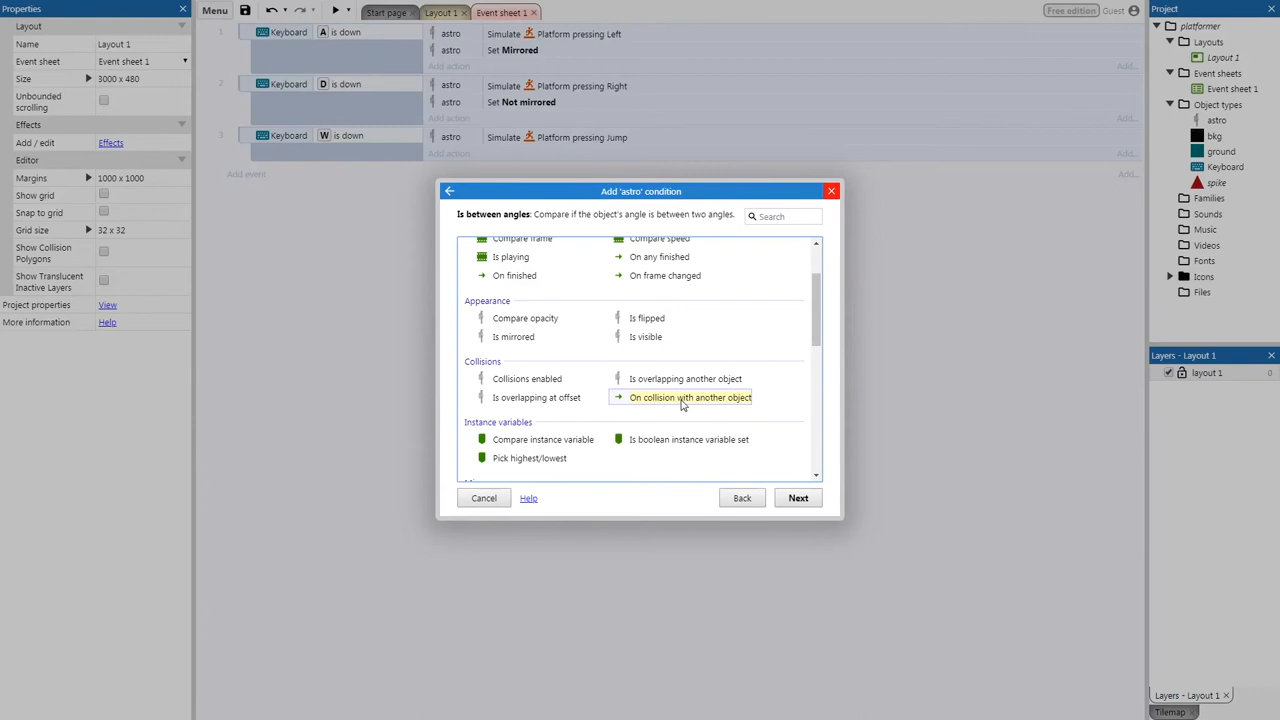 Properties
Layout
Name Layout 1
Event sheet Event sheet 1
Size 3000 x 480
Unbounded
scrolling
Effects
Add / edit Effects
Editor
Margins 1000 x 1000
Show grid
Snap to grid
Grid size 32 x 32
Show Collision
Polygons
Show Translucent
Inactive Layers
Project properties View
More information Help
Menu
Start page Layout 1 Event sheet 1
Free edition Guest
1 Keyboard A is down astro Simulate Platform pressing Left
astro Set Mirrored
Add action Add...
2 Keyboard D is down astro Simulate Platform pressing Right
astro Set Not mirrored
Add action Add...
3 Keyboard W is down astro Simulate Platform pressing Jump
Add action Add...
Add event Add...
Add 'astro' condition
Is between angles: Compare if the object's angle is between two angles.
Search
Compare frame Compare speed
Is playing On any finished
On finished On frame changed
Appearance
Compare opacity Is flipped
Is mirrored Is visible
Collisions
Collisions enabled Is overlapping another object
Is overlapping at offset On collision with another object
Instance variables
Compare instance variable Is boolean instance variable set
Pick highest/lowest
Cancel Help Back Next
Project
platformer
Layouts
Layout 1
Event sheets
Event sheet 1
Object types
astro
bkg
ground
Keyboard
spike
Families
Sounds
Music
Videos
Fonts
Icons
Files
Layers - Layout 1
layout 1 0
Layers - Layout 1
Tilemap